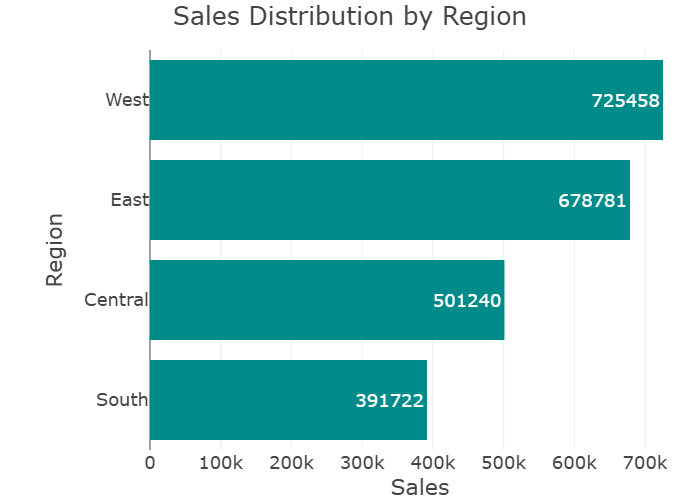 Sales Distribution by Region
West 725458
East 678781
Central 501240
South 391722
0 100k 200k 300k 400k 500k 600k 700k
Sales
Region